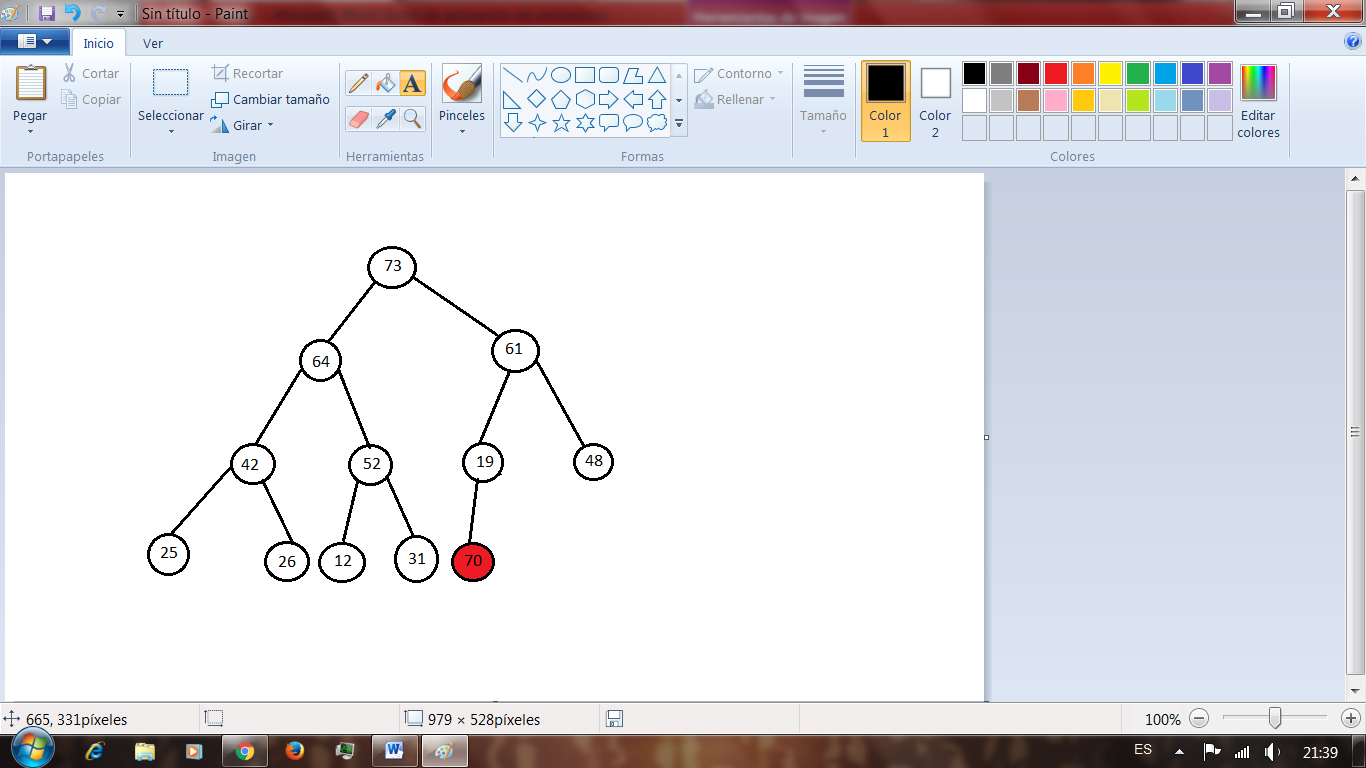 Sin título - Paint
Inicio Ver
Pegar
Cortar
Copiar
Portapapeles
Seleccionar
Recortar
Cambiar tamaño
Girar
Imagen
A
Herramientas
Pinceles
Contorno
Rellenar
Formas
Tamaño
Color
1
Color
2
Editar
colores
Colores
73
64 61
42 52 19 48
25 26 12 31 70
665, 331píxeles 979 × 528píxeles 100%
ES 21:39